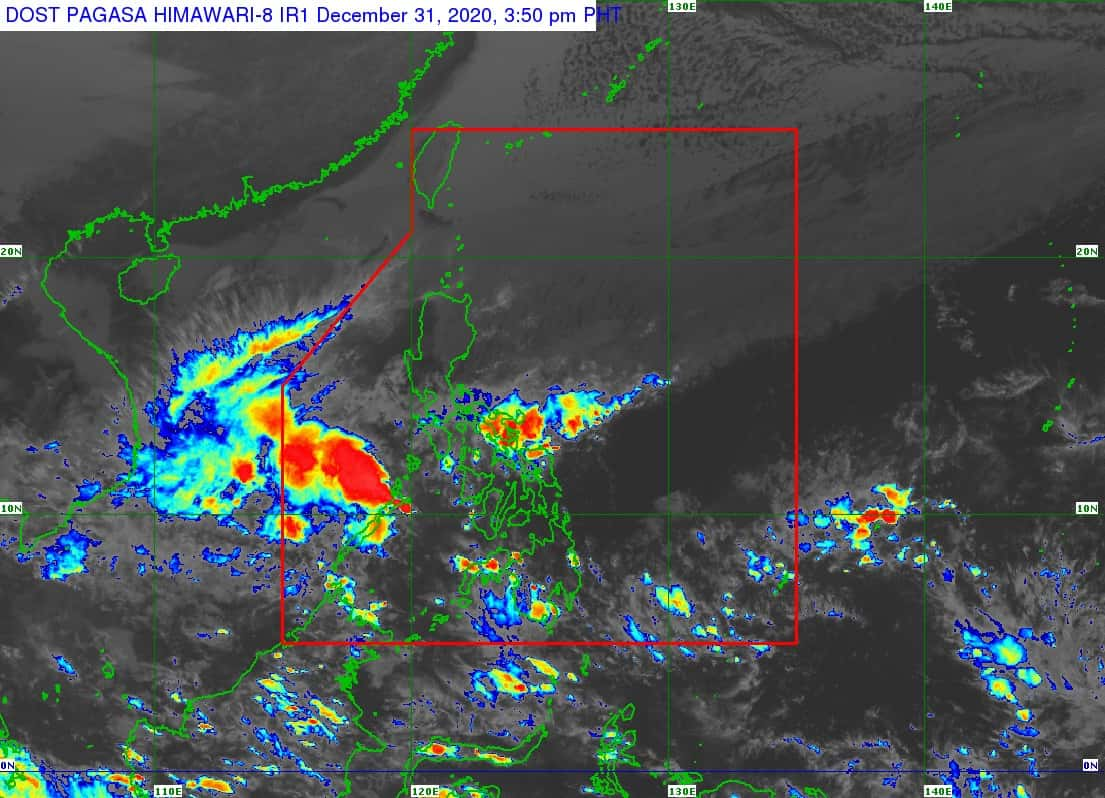 DOST PAGASA HIMAWARI-8 IR1 December 31, 2020, 3:50 pm PHT
130E
140E
20N
20N
10N
10N
0N
0N
110E
120E
130E
140E